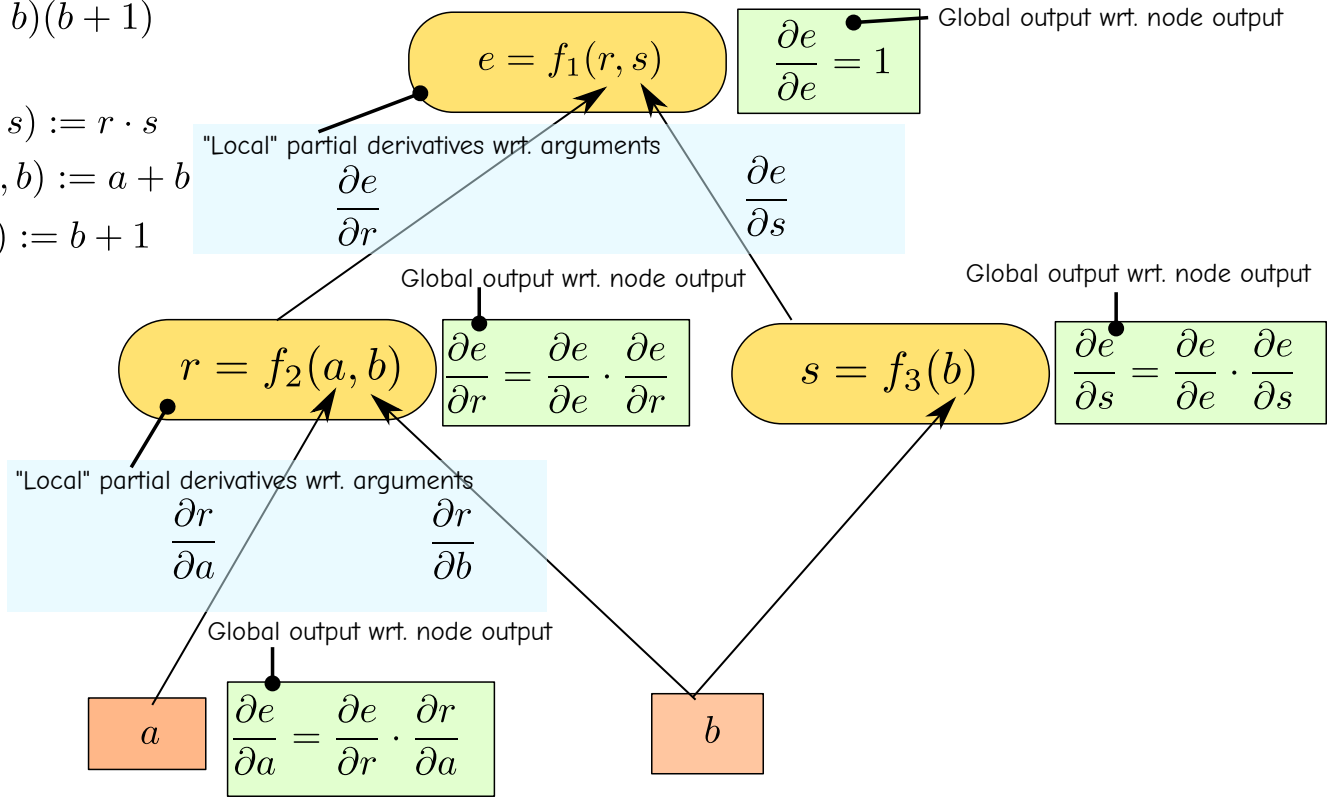 b)(b + 1)
s) := r · s
, b) := a + b
) := b + 1
e = f₁(r, s)
∂e/∂e = 1
Global output wrt. node output
"Local" partial derivatives wrt. arguments
∂e/∂r
∂e/∂s
Global output wrt. node output
Global output wrt. node output
r = f₂(a, b)
∂e/∂r = ∂e/∂e · ∂e/∂r
s = f₃(b)
∂e/∂s = ∂e/∂e · ∂e/∂s
"Local" partial derivatives wrt. arguments
∂r/∂a
∂r/∂b
Global output wrt. node output
a
∂e/∂a = ∂e/∂r · ∂r/∂a
b